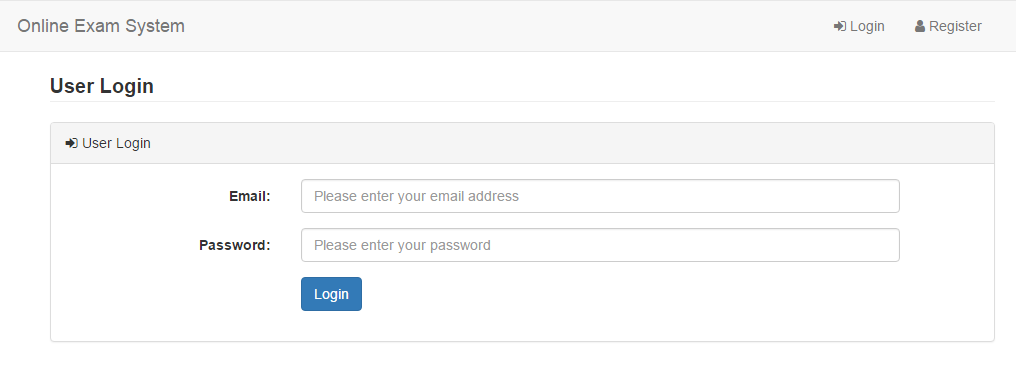 Online Exam System Login Register
User Login
User Login
Email: Please enter your email address
Password: Please enter your password
Login